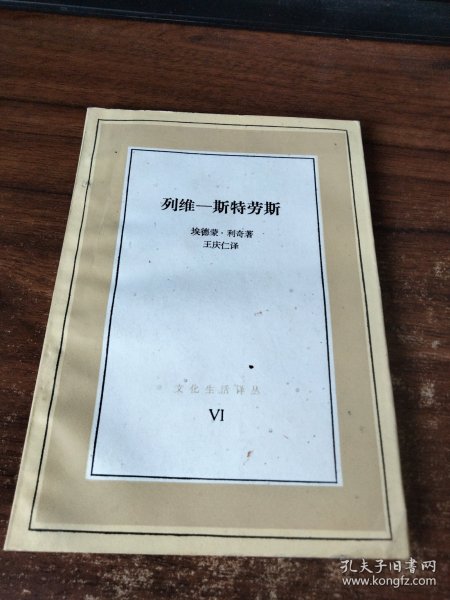 列维—斯特劳斯
埃德蒙·利奇著
王庆仁译
文化生活译丛
VI
孔夫子旧书网
www.kongfz.com